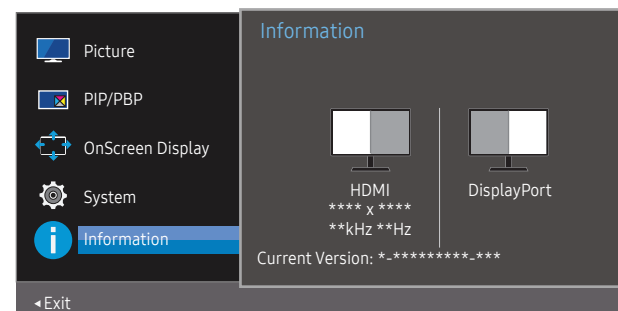 Picture
PIP/PBP
OnScreen Display
System
Information
Information
HDMI
**** x ****
**kHz **Hz
DisplayPort
Current Version: *-*********-***
◂Exit